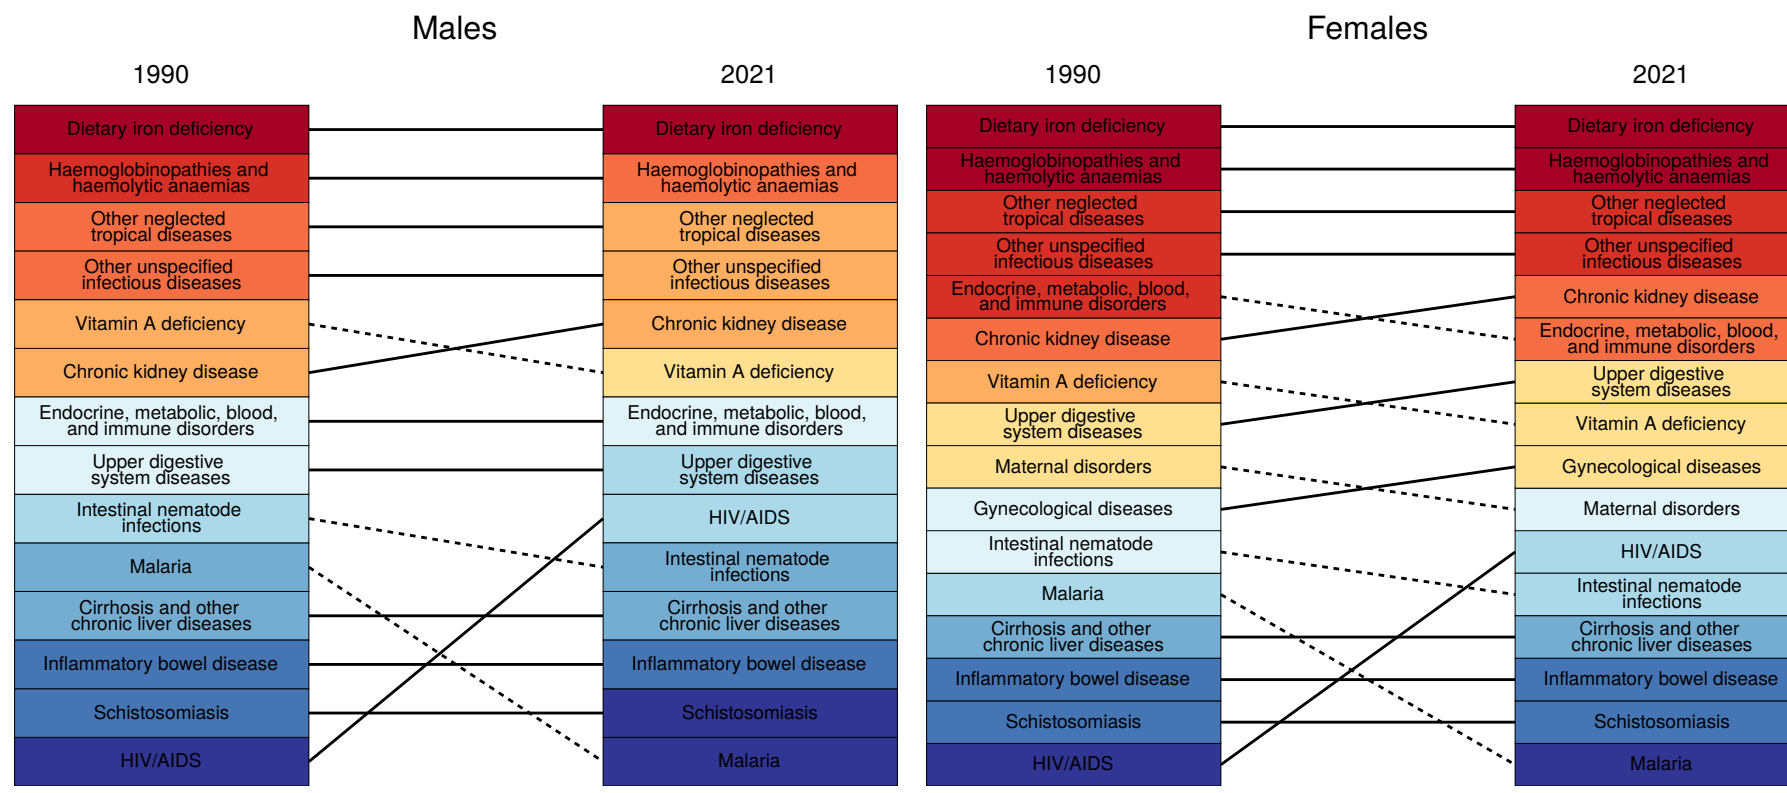 Males
1990
2021
Dietary iron deficiency
Haemoglobinopathies and
haemolytic anaemias
Other neglected
tropical diseases
Other unspecified
infectious diseases
Vitamin A deficiency
Chronic kidney disease
Endocrine, metabolic, blood,
and immune disorders
Upper digestive
system diseases
Intestinal nematode
infections
Malaria
Cirrhosis and other
chronic liver diseases
Inflammatory bowel disease
Schistosomiasis
HIV/AIDS
Dietary iron deficiency
Haemoglobinopathies and
haemolytic anaemias
Other neglected
tropical diseases
Other unspecified
infectious diseases
Chronic kidney disease
Vitamin A deficiency
Endocrine, metabolic, blood,
and immune disorders
Upper digestive
system diseases
HIV/AIDS
Intestinal nematode
infections
Cirrhosis and other
chronic liver diseases
Inflammatory bowel disease
Schistosomiasis
Malaria
Females
1990
2021
Dietary iron deficiency
Haemoglobinopathies and
haemolytic anaemias
Other neglected
tropical diseases
Other unspecified
infectious diseases
Endocrine, metabolic, blood,
and immune disorders
Chronic kidney disease
Vitamin A deficiency
Upper digestive
system diseases
Maternal disorders
Gynecological diseases
Intestinal nematode
infections
Malaria
Cirrhosis and other
chronic liver diseases
Inflammatory bowel disease
Schistosomiasis
HIV/AIDS
Dietary iron deficiency
Haemoglobinopathies and
haemolytic anaemias
Other neglected
tropical diseases
Other unspecified
infectious diseases
Chronic kidney disease
Endocrine, metabolic, blood,
and immune disorders
Upper digestive
system diseases
Vitamin A deficiency
Gynecological diseases
Maternal disorders
HIV/AIDS
Intestinal nematode
infections
Cirrhosis and other
chronic liver diseases
Inflammatory bowel disease
Schistosomiasis
Malaria